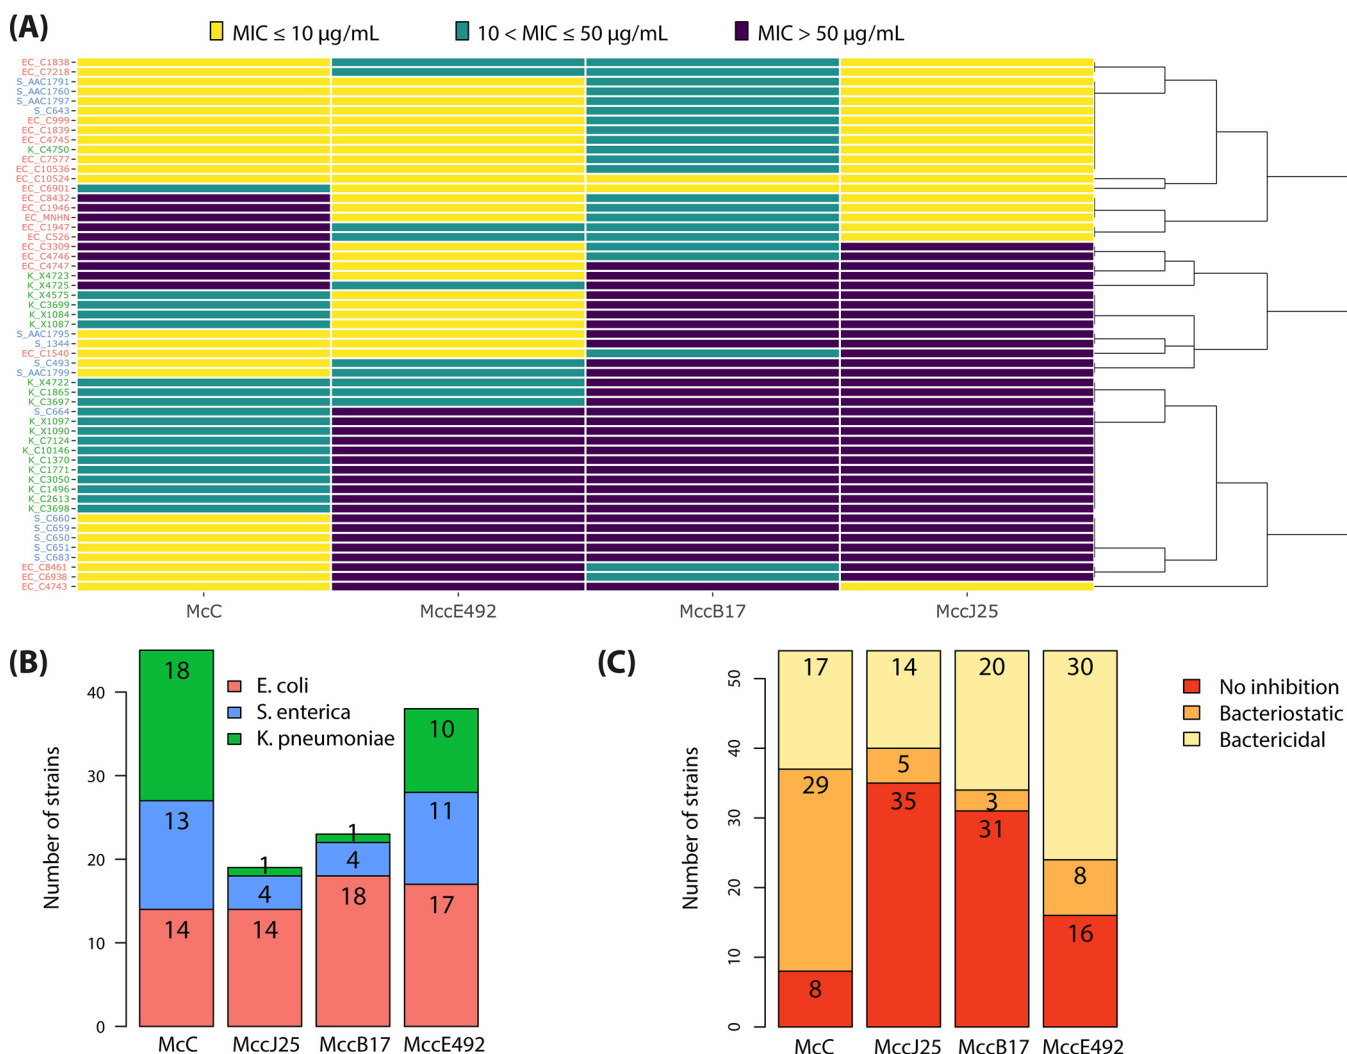 (A)
MIC ≤ 10 µg/mL 10 < MIC ≤ 50 µg/mL MIC > 50 µg/mL
EC_C1838
EC_C7218
S_AAC1791
S_AAC1760
S_AAC1797
S_C643
EC_C999
EC_C1839
EC_C4745
K_C4750
EC_C7577
EC_C10536
EC_C10524
EC_C6901
EC_C8432
EC_C1946
EC_MNHN
EC_C1947
EC_C526
EC_C3309
EC_C4746
EC_C4747
K_X4723
K_X4725
K_X4575
K_C3699
K_X1084
K_X1087
S_AAC1795
S_1344
EC_C1540
S_C493
S_AAC1799
K_X4722
K_C1865
K_C3697
S_C664
K_X1097
K_X1090
K_C7124
K_C10146
K_C1370
K_C1771
K_C3050
K_C1496
K_C2613
K_C3698
S_C660
S_C659
S_C650
S_C651
S_C683
EC_C8461
EC_C6938
EC_C4743
McC MccE492 MccB17 MccJ25
(B)
Number of strains
0
10
20
30
40
18
13
14
1
4
14
1
4
18
10
11
17
E. coli
S. enterica
K. pneumoniae
McC MccJ25 MccB17 MccE492
(C)
Number of strains
0
10
20
30
40
50
17
29
8
14
5
35
20
3
31
30
8
16
No inhibition
Bacteriostatic
Bactericidal
McC MccJ25 MccB17 MccE492